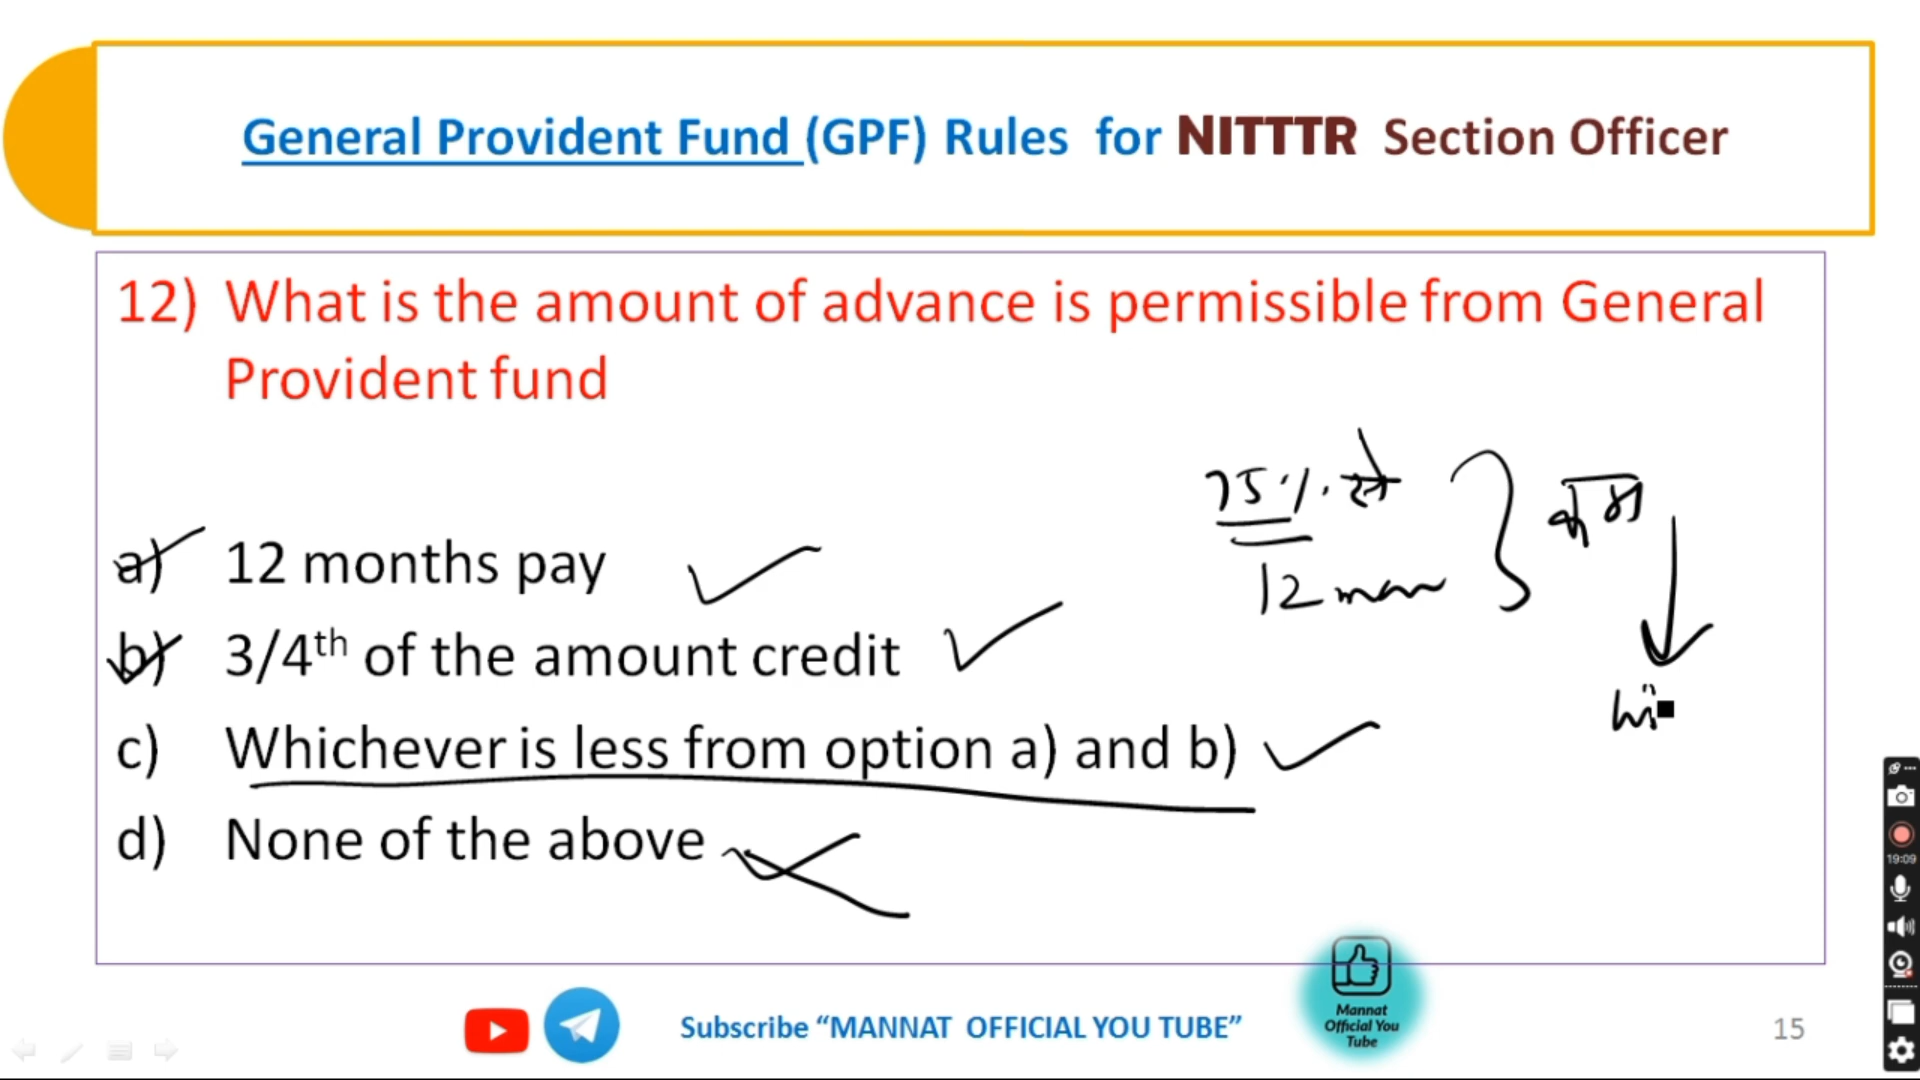 General Provident Fund (GPF) Rules for NITTTR Section Officer
12) What is the amount of advance is permissible from General
Provident fund
75%
12
a) 12 months pay
b) 3/4th of the amount credit
c) Whichever is less from option a) and b)
d) None of the above
Subscribe “MANNAT OFFICIAL YOU TUBE”
Mannat
Official You
Tube
15
19:09